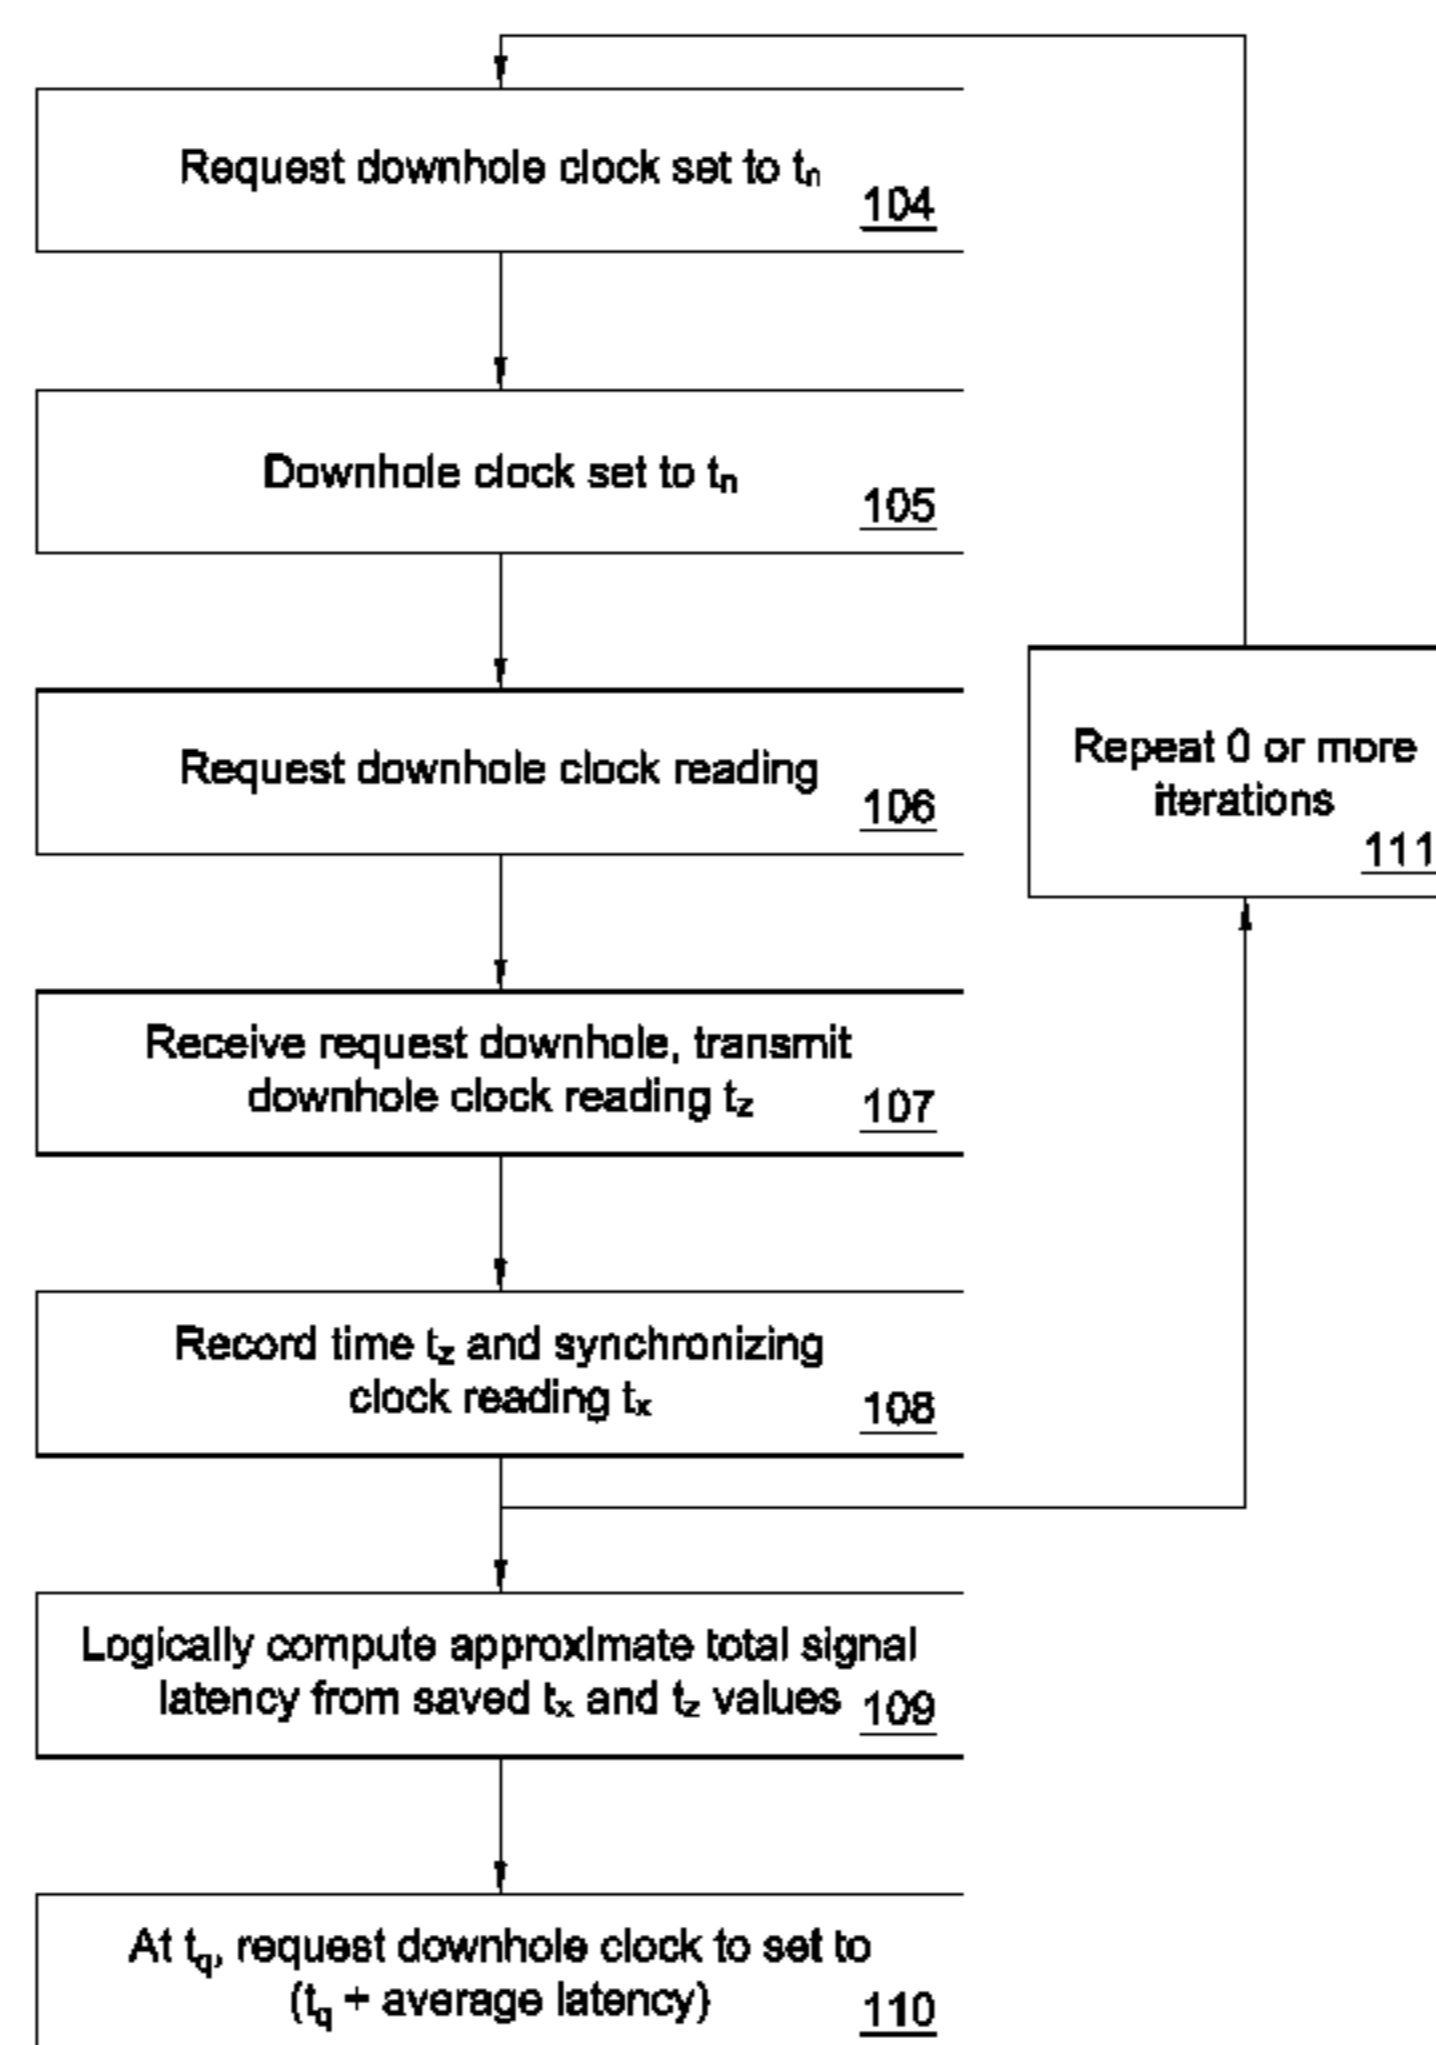 Request downhole clock set to tn
104
Downhole clock set to tn
105
Request downhole clock reading
106
Repeat 0 or more
iterations
111
Receive request downhole, transmit
downhole clock reading tz
107
Record time tz and synchronizing
clock reading tx
108
Logically compute approximate total signal
latency from saved tx and tz values
109
At tq, request downhole clock to set to
(tq + average latency)
110